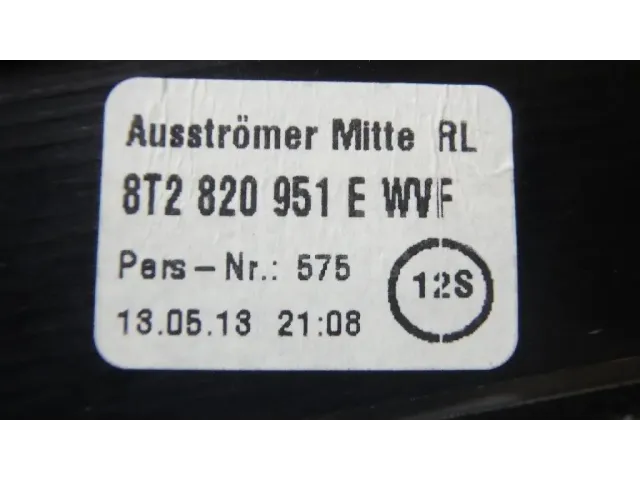 Ausströmer Mitte RL
8T2 820 951 E WVF
Pers-Nr.: 575
12S
13.05.13 21:08